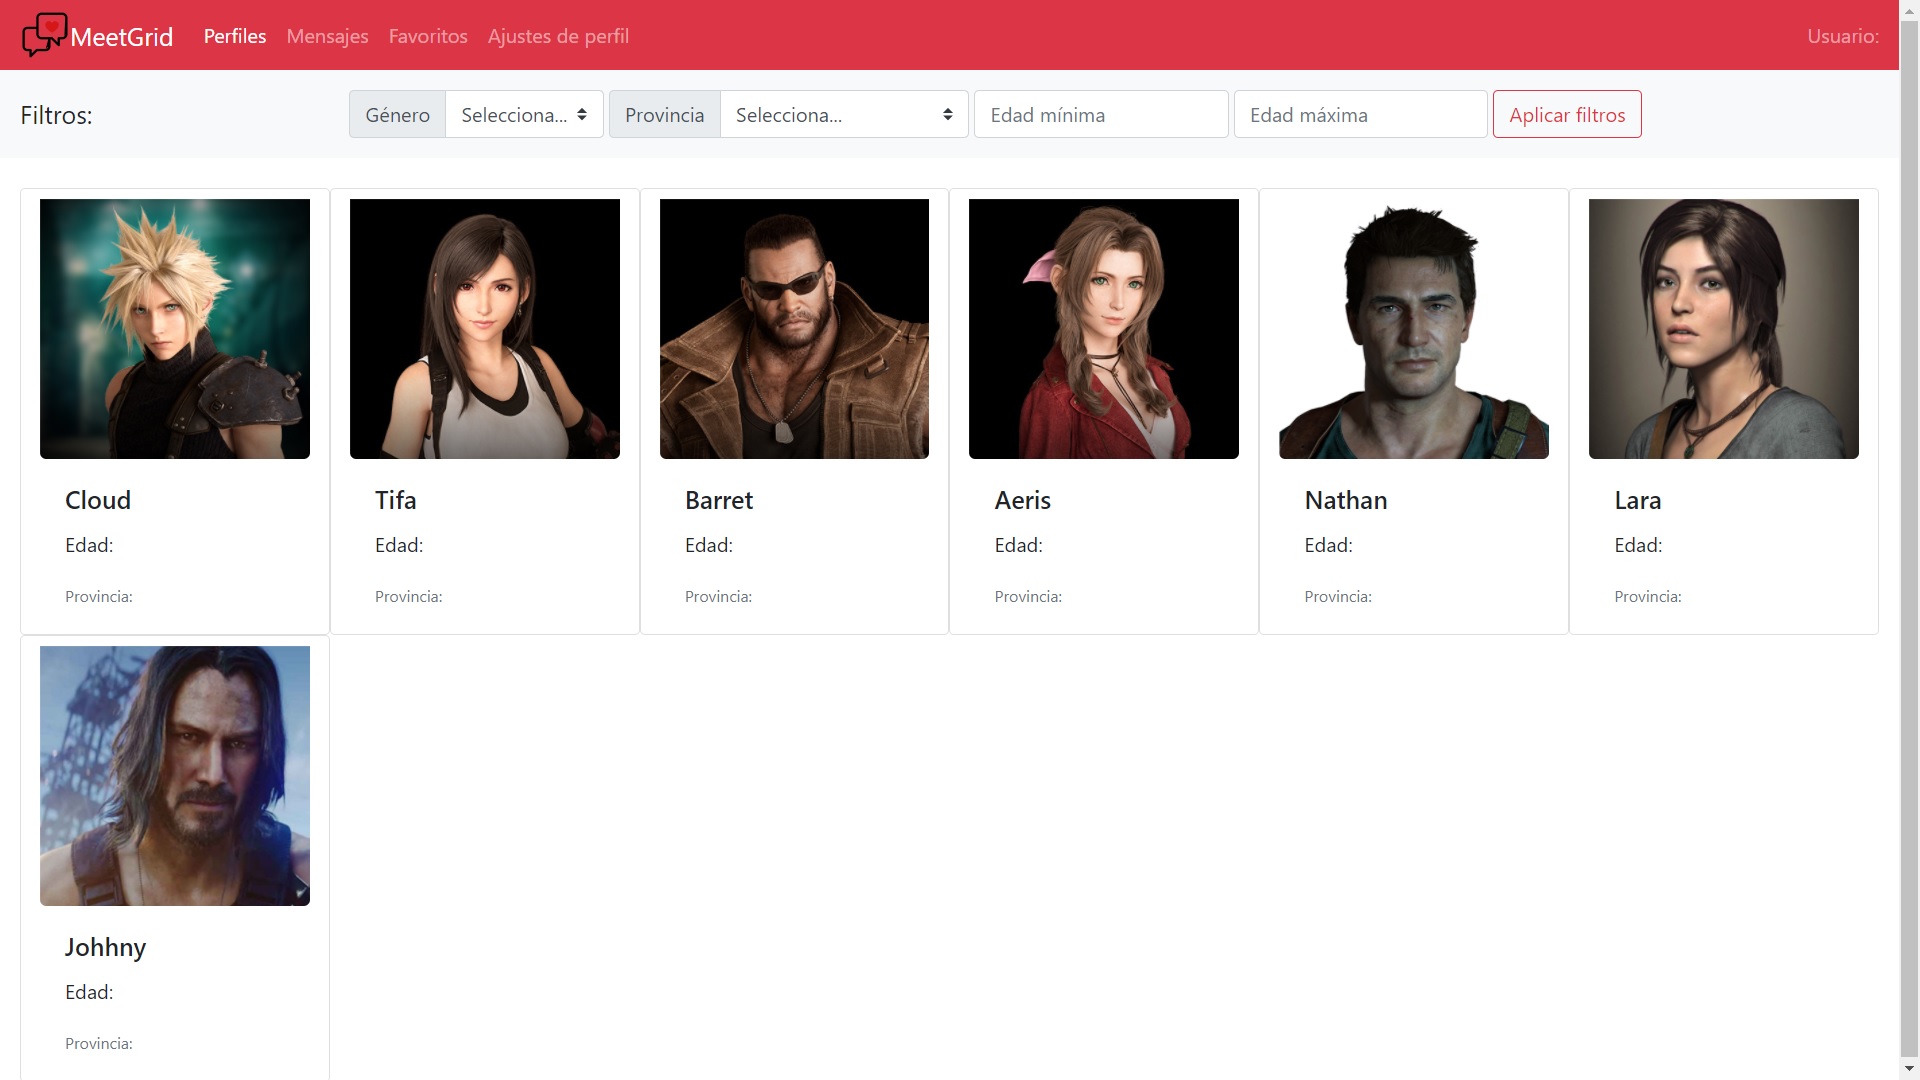 MeetGrid Perfiles Mensajes Favoritos Ajustes de perfil Usuario:
Filtros: Género Selecciona... Provincia Selecciona... Edad mínima Edad máxima Aplicar filtros
Cloud
Edad:
Provincia:
Tifa
Edad:
Provincia:
Barret
Edad:
Provincia:
Aeris
Edad:
Provincia:
Nathan
Edad:
Provincia:
Lara
Edad:
Provincia:
Johhny
Edad:
Provincia: